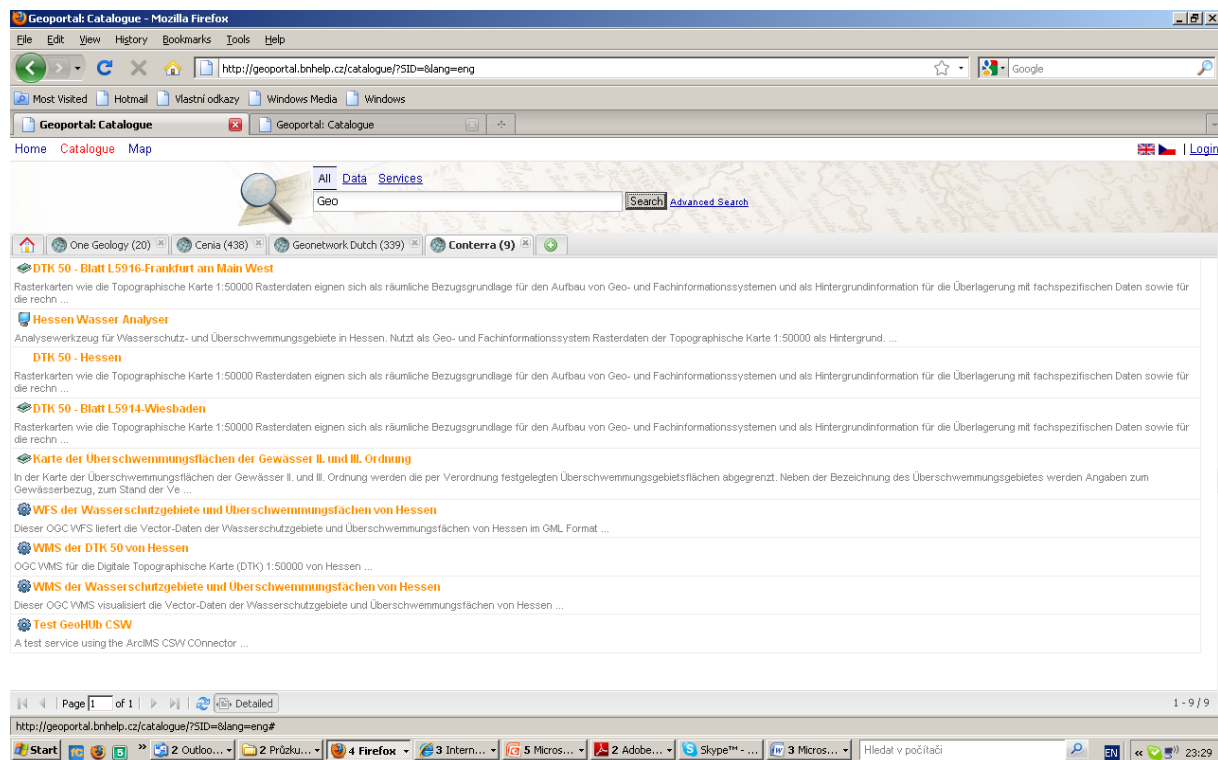 Geoportal: Catalogue - Mozilla Firefox
File Edit View History Bookmarks Tools Help
http://geoportal.bnhelp.cz/catalogue/?SID=&lang=eng Google
Most Visited Hotmail Vlastní odkazy Windows Media Windows
Geoportal: Catalogue Geoportal: Catalogue
Home Catalogue Map | Login
All Data Services
Geo Search Advanced Search
One Geology (20) Cenia (438) Geonetwork Dutch (339) Conterra (9)
DTK 50 - Blatt L5916-Frankfurt am Main West
Rasterkarten wie die Topographische Karte 1:50000 Rasterdaten eignen sich als räumliche Bezugsgrundlage für den Aufbau von Geo- und Fachinformationssystemen und als Hintergrundinformation für die Überlagerung mit fachspezifischen Daten sowie für
die rechn ...
Hessen Wasser Analyser
Analysewerkzeug für Wasserschutz- und Überschwemmungsgebiete in Hessen. Nutzt als Geo- und Fachinformationssystem Rasterdaten der Topographische Karte 1:50000 als Hintergrund. ...
DTK 50 - Hessen
Rasterkarten wie die Topographische Karte 1:50000 Rasterdaten eignen sich als räumliche Bezugsgrundlage für den Aufbau von Geo- und Fachinformationssystemen und als Hintergrundinformation für die Überlagerung mit fachspezifischen Daten sowie für
die rechn ...
DTK 50 - Blatt L5914-Wiesbaden
Rasterkarten wie die Topographische Karte 1:50000 Rasterdaten eignen sich als räumliche Bezugsgrundlage für den Aufbau von Geo- und Fachinformationssystemen und als Hintergrundinformation für die Überlagerung mit fachspezifischen Daten sowie für
die rechn ...
Karte der Überschwemmungsflächen der Gewässer II. und III. Ordnung
In der Karte der Überschwemmungsflächen der Gewässer II. und III. Ordnung werden die per Verordnung festgelegten Überschwemmungsgebietsflächen abgegrenzt. Neben der Bezeichnung des Überschwemmungsgebietes werden Angaben zum
Gewässerbezug, zum Stand der Ve ...
WFS der Wasserschutzgebiete und Überschwemmungsfächen von Hessen
Dieser OGC WFS liefert die Vector-Daten der Wasserschutzgebiete und Überschwemmungsfächen von Hessen im GML Format ...
WMS der DTK 50 von Hessen
OGC WMS für die Digitale Topographische Karte (DTK) 1:50000 von Hessen ...
WMS der Wasserschutzgebiete und Überschwemmungsfächen von Hessen
Dieser OGC WMS visualisiert die Vector-Daten der Wasserschutzgebiete und Überschwemmungsfächen von Hessen ...
Test GeoHUb CSW
A test service using the ArcIMS CSW COnnector ...
Page 1 of 1 Detailed 1 - 9 / 9
http://geoportal.bnhelp.cz/catalogue/?SID=&lang=eng#
Start » 2 Outloo... 2 Průzku... 4 Firefox 3 Intern... 5 Micros... 2 Adobe... Skype™ - ... 3 Micros... Hledat v počítači EN « 23:29